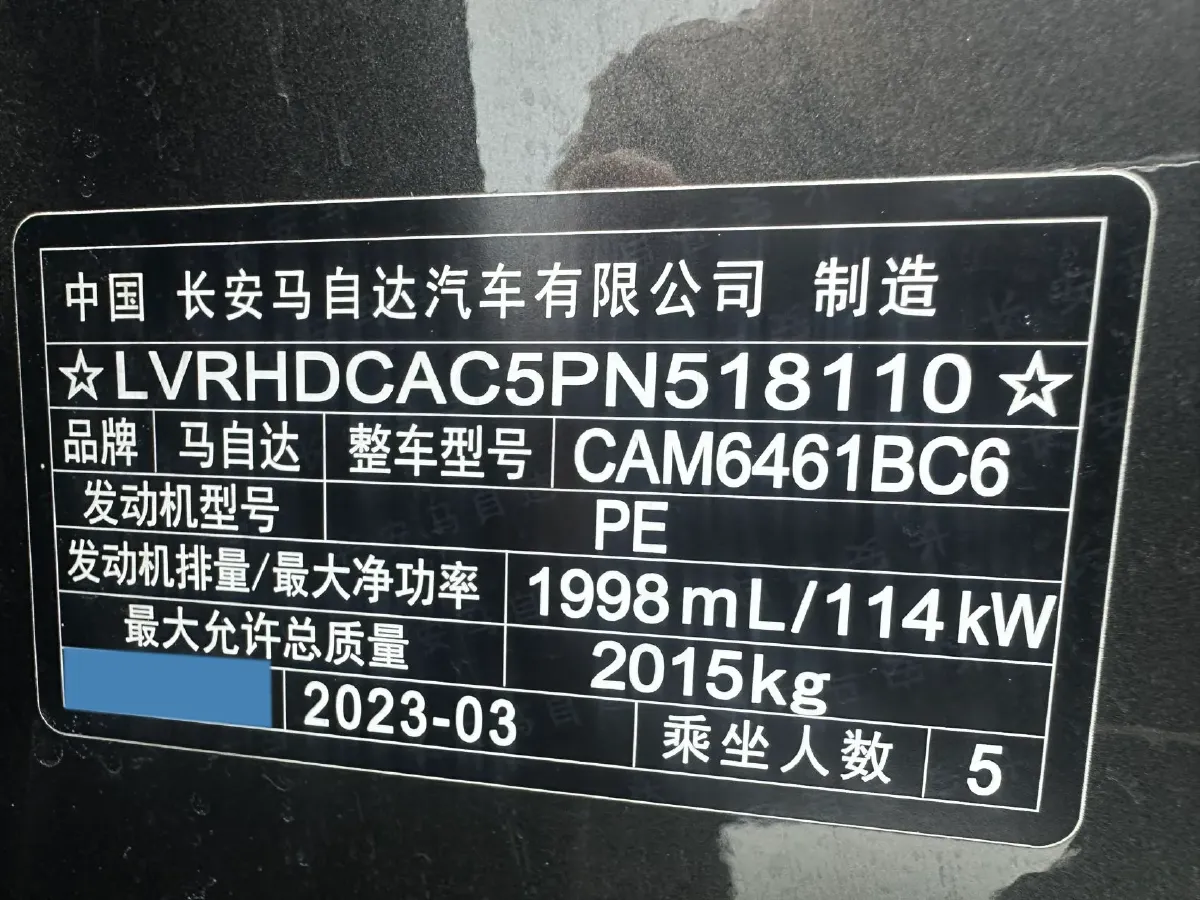 中国 长安马自达汽车有限公司 制造
☆LVRHDCAC5PN518110☆
品牌 马自达 整车型号 CAM6461BC6
发动机型号 PE
发动机排量/最大净功率 1998mL/114kW
最大允许总质量 2015kg
2023-03 乘坐人数 5